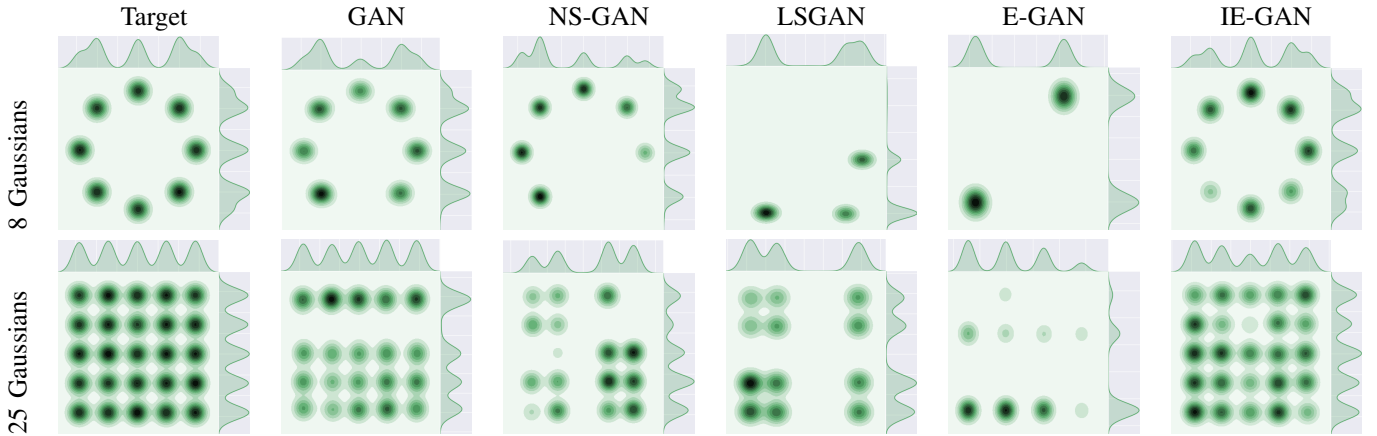 Target GAN NS-GAN LSGAN E-GAN IE-GAN
8 Gaussians
25 Gaussians